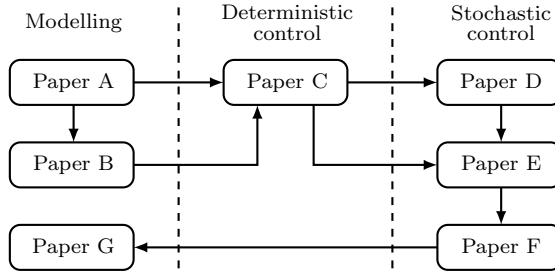 Modelling
Deterministic
control
Stochastic
control
Paper A
Paper C
Paper D
Paper B
Paper E
Paper G
Paper F